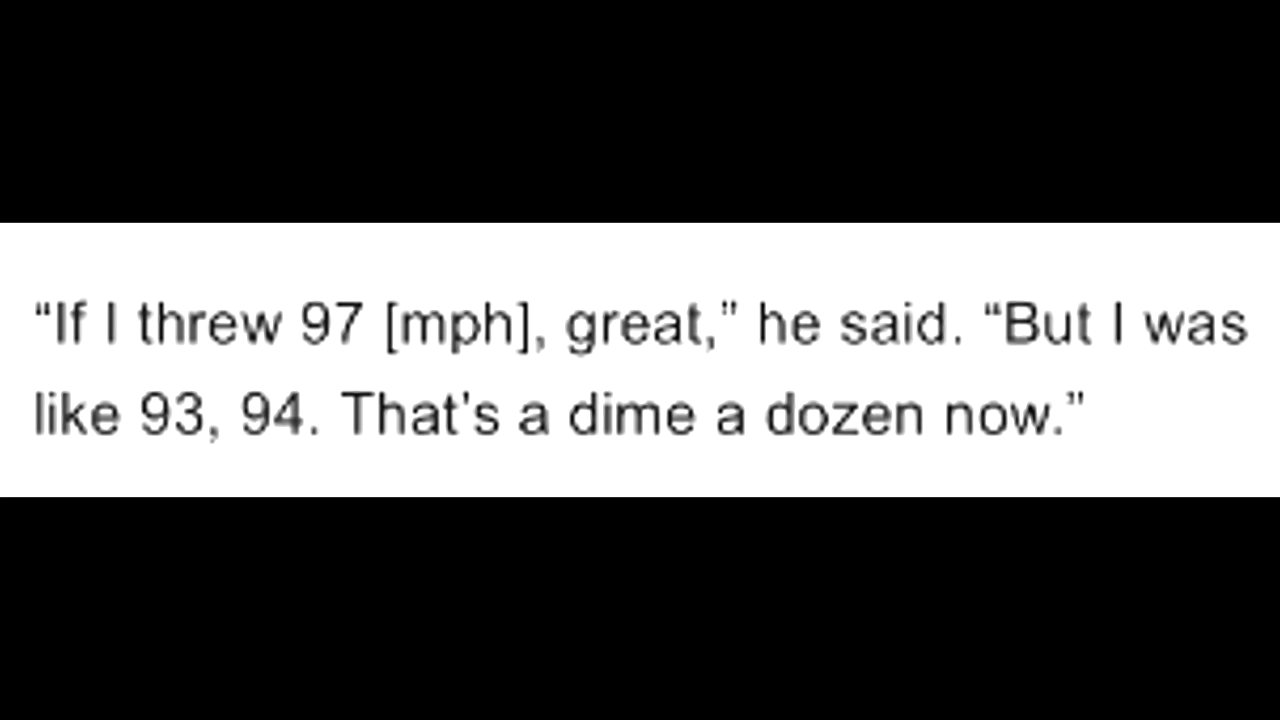 “If I threw 97 [mph], great,” he said. “But I was
like 93, 94. That's a dime a dozen now.”